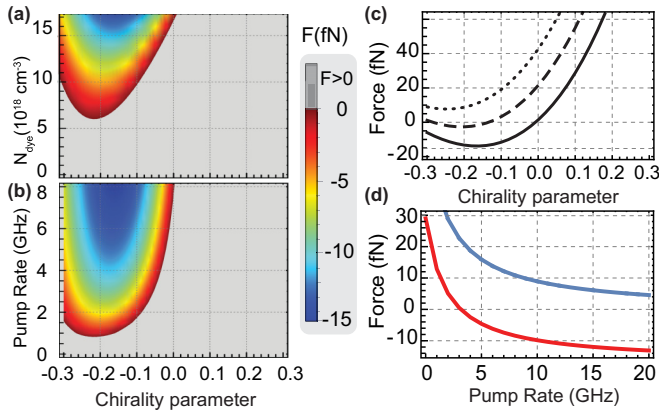 (a)
15
10
5
0
N_dye(10^18 cm^-3)
(b)
8
6
4
2
0
Pump Rate (GHz)
-0.3 -0.2 -0.1 0.0 0.1 0.2 0.3
Chirality parameter
F(fN)
F>0
0
-5
-10
-15
(c)
60
40
20
0
-20
Force (fN)
-0.3 -0.2 -0.1 0.0 0.1 0.2 0.3
Chirality parameter
(d)
30
20
10
0
-10
Force (fN)
0 5 10 15 20
Pump Rate (GHz)